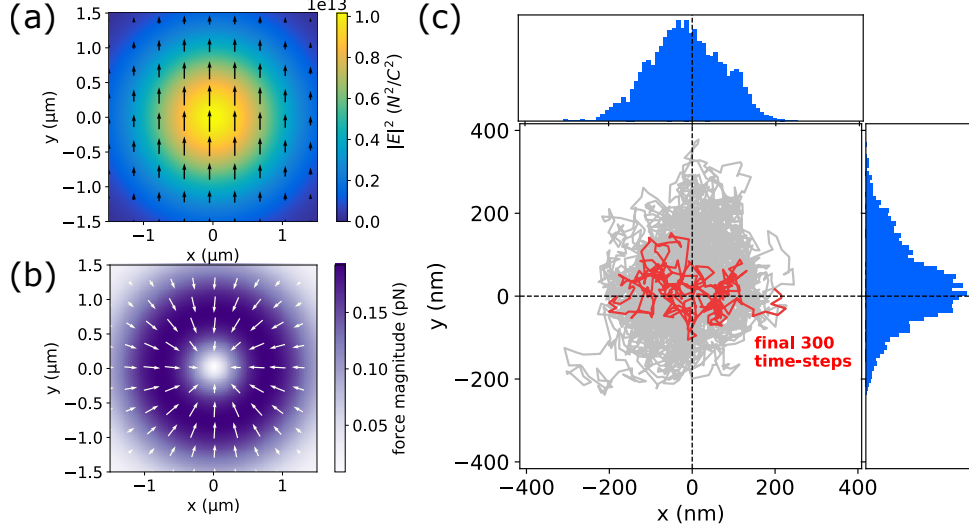 (a)
1e13
1.5
1.0
0.5
0.0
−0.5
−1.0
−1.5
y (μm)
−1
0
1
x (μm)
1.0
0.8
0.6
0.4
0.2
0.0
|E|² (N²/C²)
(b)
1.5
1.0
0.5
0.0
−0.5
−1.0
−1.5
y (μm)
−1
0
1
x (μm)
0.15
0.10
0.05
force magnitude (pN)
(c)
400
200
0
−200
−400
y (nm)
final 300
time-steps
−400
−200
0
200
400
x (nm)